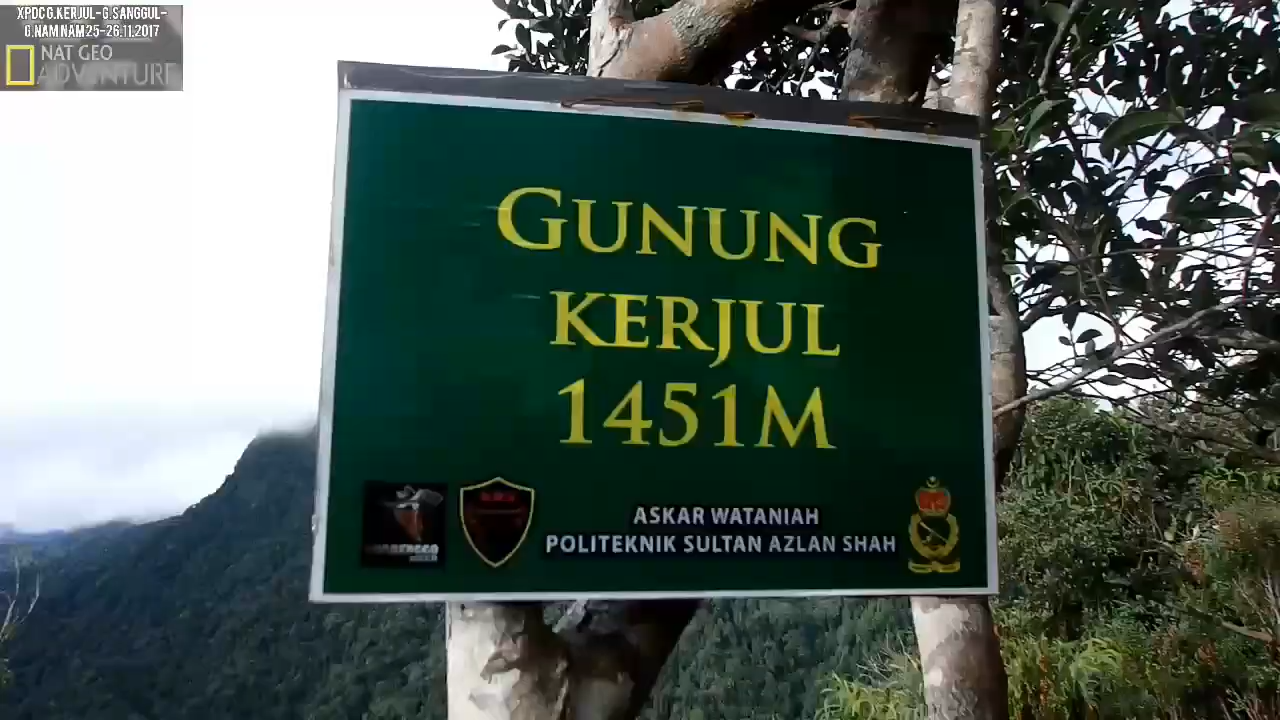 XPDC G.KERJUL-G.SANGGUL-
G.NAM NAM 25-26.11.2017
NAT GEO
ADVENTURE
GUNUNG
KERJUL
1451M
ASKAR WATANIAH
POLITEKNIK SULTAN AZLAN SHAH